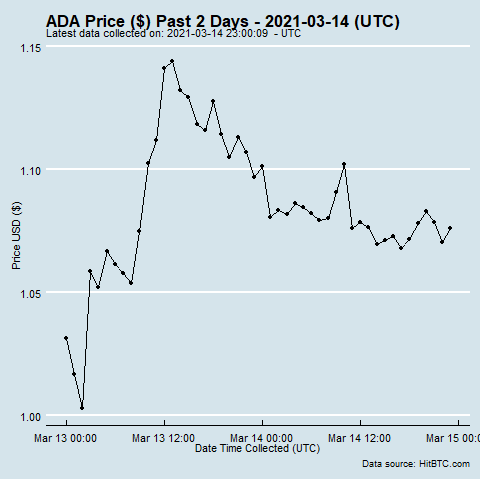 ADA Price ($) Past 2 Days - 2021-03-14 (UTC)
Latest data collected on: 2021-03-14 23:00:09 - UTC
1.15
1.10
1.05
1.00
Price USD ($)
Mar 13 00:00 Mar 13 12:00 Mar 14 00:00 Mar 14 12:00 Mar 15 00:0
Date Time Collected (UTC)
Data source: HitBTC.com